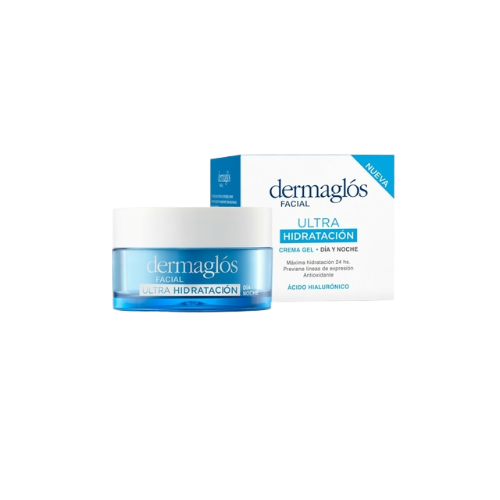 NUEVA
dermaglós
FACIAL
ULTRA
HIDRATACIÓN
CREMA GEL • DÍA Y NOCHE
Máxima hidratación 24 hs.
Previene líneas de expresión
Antioxidante
ÁCIDO HIALURÓNICO
dermaglós
FACIAL
ULTRA HIDRATACIÓN
DÍA
NOCHE